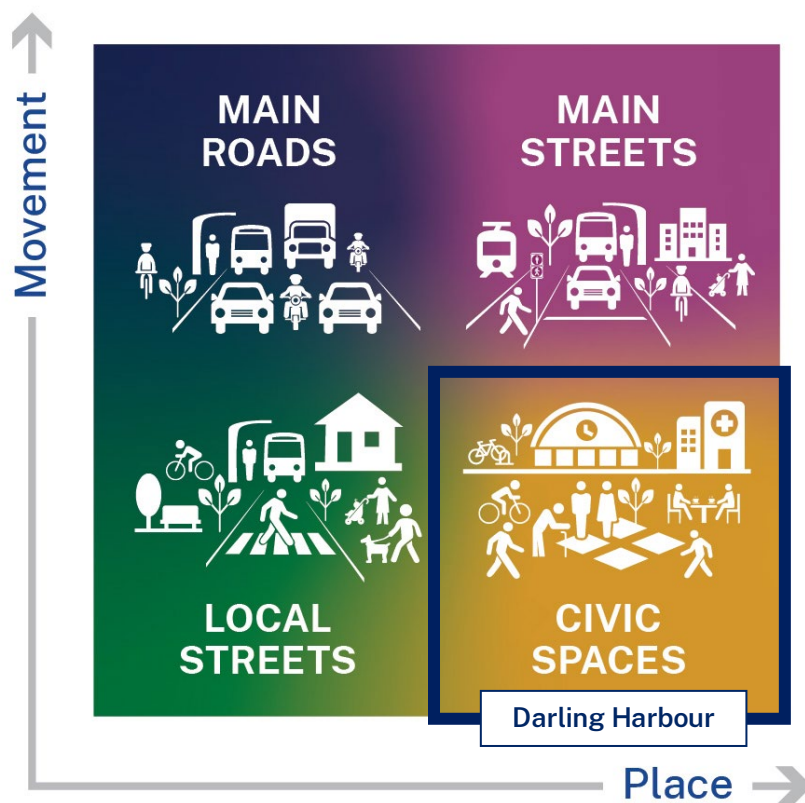 Movement
MAIN
ROADS
MAIN
STREETS
LOCAL
STREETS
CIVIC
SPACES
Darling Harbour
Place